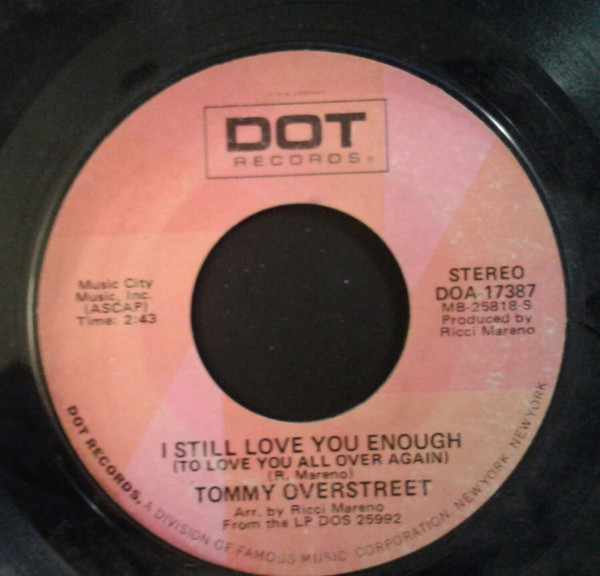 DOT
RECORDS®
Music City
Music, Inc.
(ASCAP)
Time: 2:43
STEREO
DOA-17387
MB-25818-S
Produced by
Ricci Mareno
I STILL LOVE YOU ENOUGH
(TO LOVE YOU ALL OVER AGAIN)
(R. Mareno)
TOMMY OVERSTREET
Arr. by Ricci Mareno
From the LP DOS 25992
DOT RECORDS, A DIVISION OF FAMOUS MUSIC CORPORATION, NEW YORK, NEW YORK